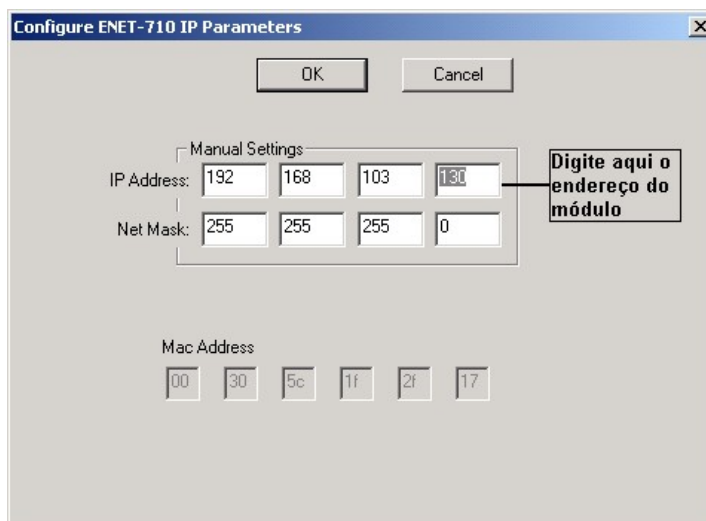 Configure ENET-710 IP Parameters
OK Cancel
Manual Settings
IP Address: 192 168 103 130
Digite aqui o
endereço do
módulo
Net Mask: 255 255 255 0
Mac Address
00 30 5c 1f 2f 17